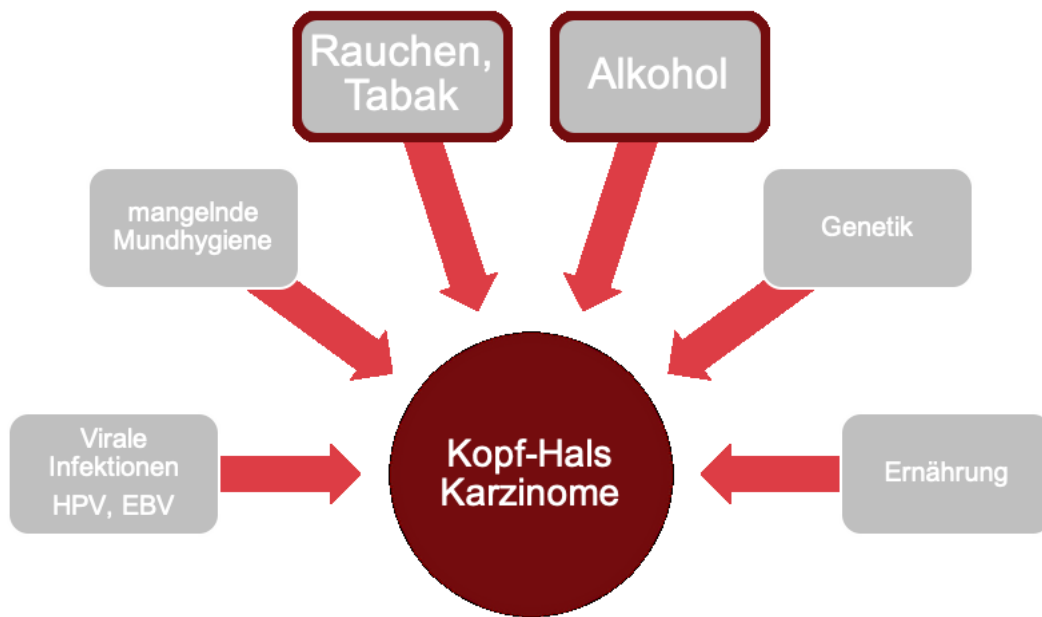 Rauchen,
Tabak
Alkohol
mangelnde
Mundhygiene
Genetik
Virale
Infektionen
HPV, EBV
Kopf-Hals
Karzinome
Ernährung